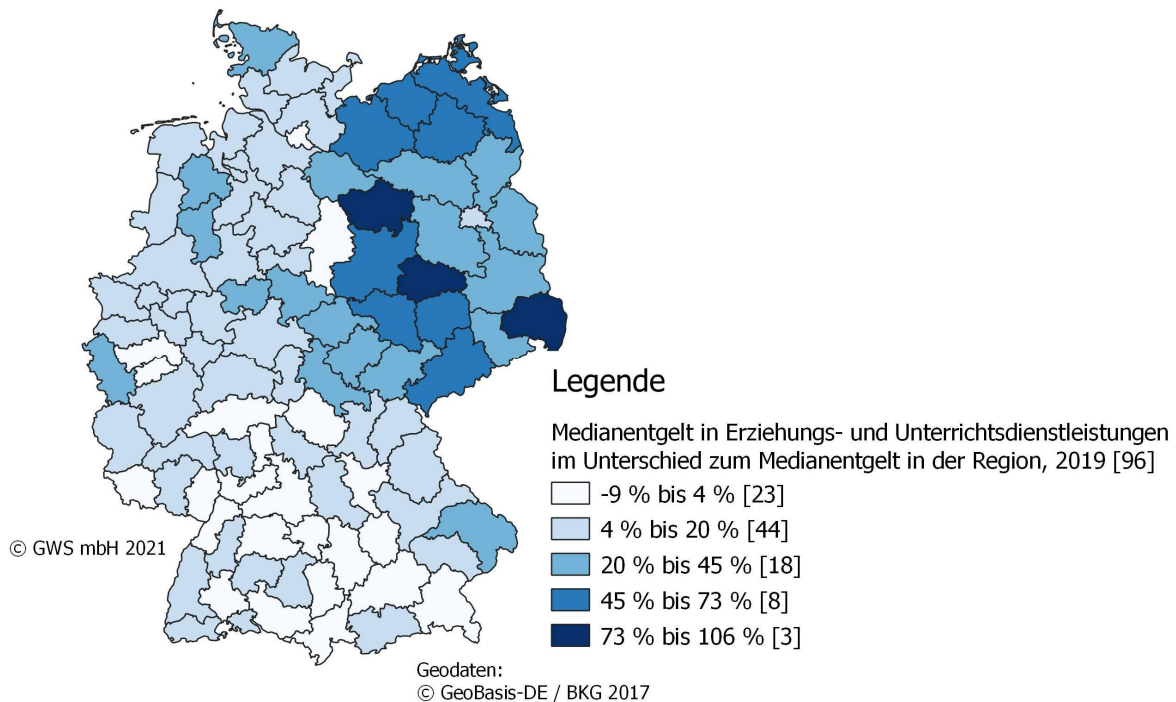 Legende
Medianentgelt in Erziehungs- und Unterrichtsdienstleistungen
im Unterschied zum Medianentgelt in der Region, 2019 [96]
-9 % bis 4 % [23]
4 % bis 20 % [44]
20 % bis 45 % [18]
45 % bis 73 % [8]
73 % bis 106 % [3]
© GWS mbH 2021
Geodaten:
© GeoBasis-DE / BKG 2017